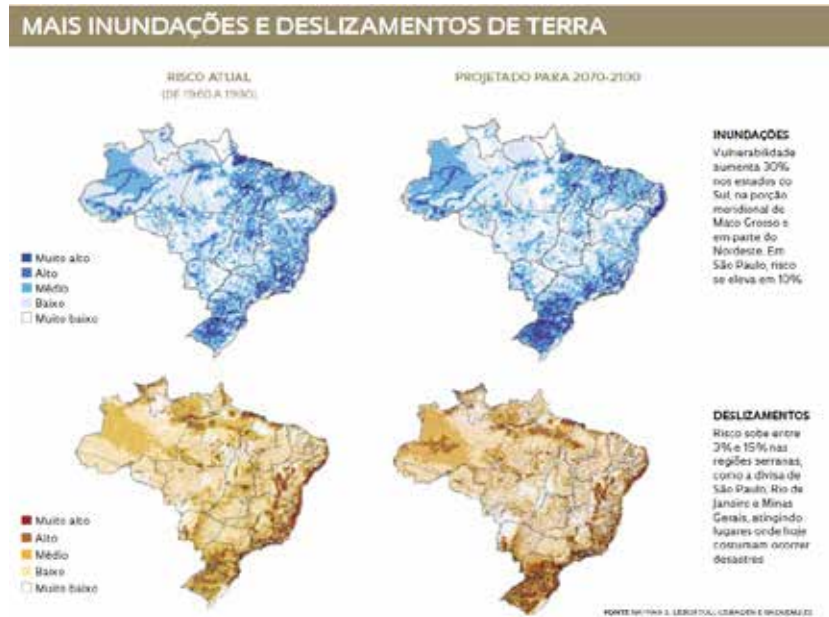 MAIS INUNDAÇÕES E DESLIZAMENTOS DE TERRA
RISCO ATUAL
(DE 1960 A 1990)
PROJETADO PARA 2070-2100
INUNDAÇÕES
Vulnerabilidade
aumenta 30%
nos estados do
Sul, na porção
meridional de
Mato Grosso e
em parte do
Nordeste. Em
São Paulo, risco
se eleva em 10%
Muito alto
Alto
Médio
Baixo
Muito baixo
DESLIZAMENTOS
Risco sobe entre
3% e 15% nas
regiões serranas,
como a divisa de
São Paulo, Rio de
Janeiro e Minas
Gerais, atingindo
lugares onde hoje
costumam ocorrer
desastres
Muito alto
Alto
Médio
Baixo
Muito baixo
FONTE